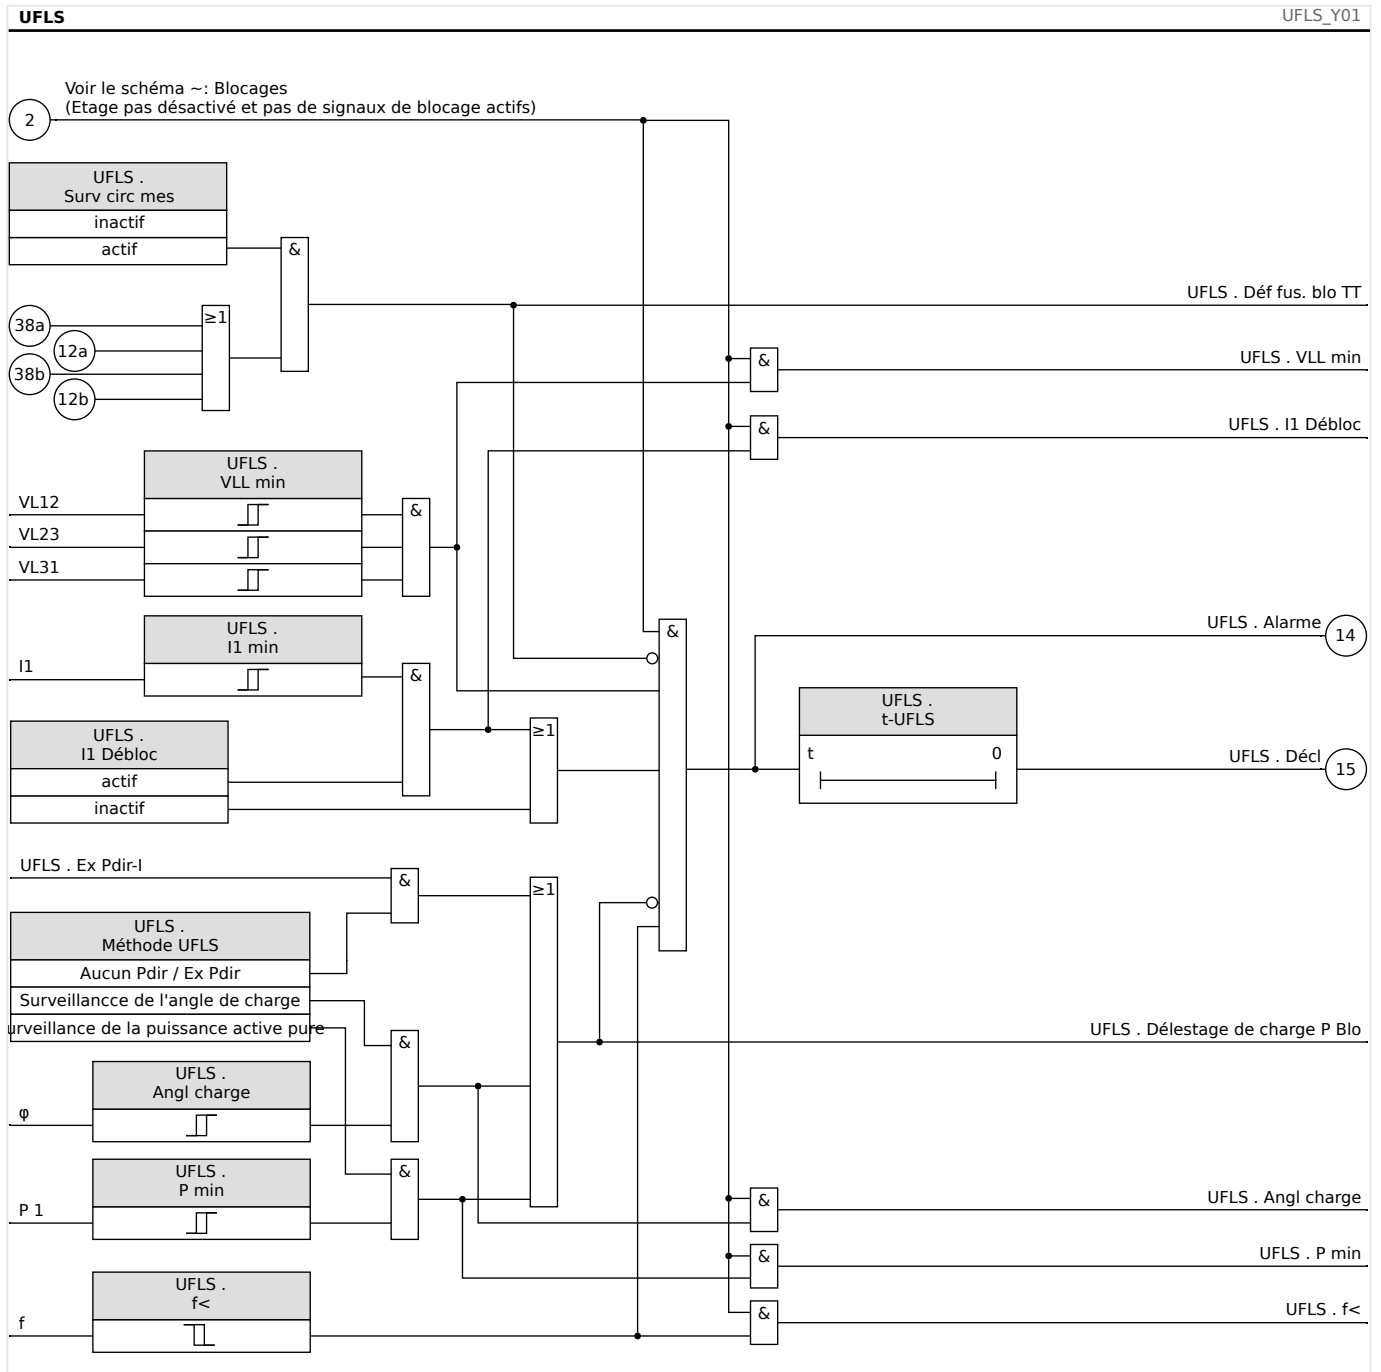 UFLS
UFLS_Y01
Voir le schéma ~: Blocages
(Etage pas désactivé et pas de signaux de blocage actifs)
2
UFLS .
Surv circ mes
inactif
actif
&
UFLS . Déf fus. blo TT
38a
≥1
12a
38b
12b
&
UFLS . VLL min
&
UFLS . I1 Débloc
UFLS .
VLL min
VL12
&
VL23
VL31
UFLS .
I1 min
I1
&
&
UFLS . Alarme
14
UFLS .
I1 Débloc
actif
inactif
≥1
UFLS .
t-UFLS
t
0
UFLS . Décl
15
UFLS . Ex Pdir-I
&
≥1
UFLS .
Méthode UFLS
Aucun Pdir / Ex Pdir
Surveillancce de l'angle de charge
urveillance de la puissance active pure
&
UFLS . Délestage de charge P Blo
UFLS .
Angl charge
φ
UFLS .
P min
P 1
&
&
UFLS . Angl charge
&
UFLS . P min
UFLS .
f<
f
&
UFLS . f<